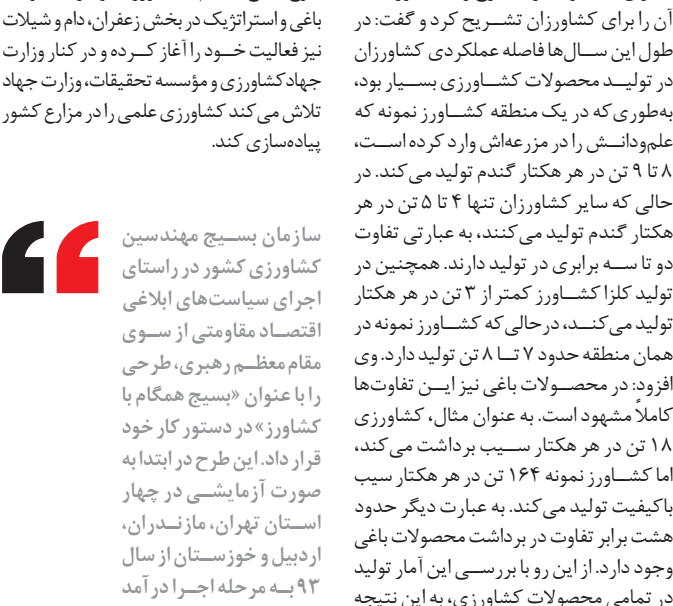 آن را برای کشاورزان تشریح کرد و گفت: در
طول این سال‌ها فاصله عملکردی کشاورزان
در تولید محصولات کشاورزی بسیار بود،
به‌طوری‌که در یک منطقه کشاورز نمونه که
علم‌ودانش را در مزرعه‌اش وارد کرده است،
۸ تا ۹ تن در هر هکتار گندم تولید می‌کند. در
حالی که سایر کشاورزان تنها ۴ تا ۵ تن در هر
هکتار گندم تولید می‌کنند، به عبارتی تفاوت
دو تا سه برابری در تولید دارند. همچنین در
تولید کلزا کشاورز کمتر از ۳ تن در هر هکتار
تولید می‌کند، درحالی‌که کشاورز نمونه در
همان منطقه حدود ۷ تا ۸ تن تولید دارد. وی
افزود: در محصولات باغی نیز این تفاوت‌ها
کاملاً مشهود است. به عنوان مثال، کشاورزی
۱۸ تن در هر هکتار سیب برداشت می‌کند،
اما کشاورز نمونه ۱۶۴ تن در هر هکتار سیب
باکیفیت تولید می‌کند. به عبارت دیگر حدود
هشت برابر تفاوت در برداشت محصولات باغی
وجود دارد. از این رو با بررسی این آمار تولید
در تمامی محصولات کشاورزی، به این نتیجه
باغی و استراتژیک در بخش زعفران، دام و شیلات
نیز فعالیت خود را آغاز کرده و در کنار وزارت
جهادکشاورزی و مؤسسه تحقیقات، وزارت جهاد
تلاش می‌کند کشاورزی علمی را در مزارع کشور
پیاده‌سازی کند.
سازمان بسیج مهندسین
کشاورزی کشور در راستای
اجرای سیاست‌های ابلاغی
اقتصاد مقاومتی از سوی
مقام معظم رهبری، طرحی
را با عنوان «بسیج همگام با
کشاورز» در دستور کار خود
قرار داد. این طرح در ابتدا به
صورت آزمایشی در چهار
استان تهران، مازندران،
اردبیل و خوزستان از سال
۹۳ به مرحله اجرا در آمد